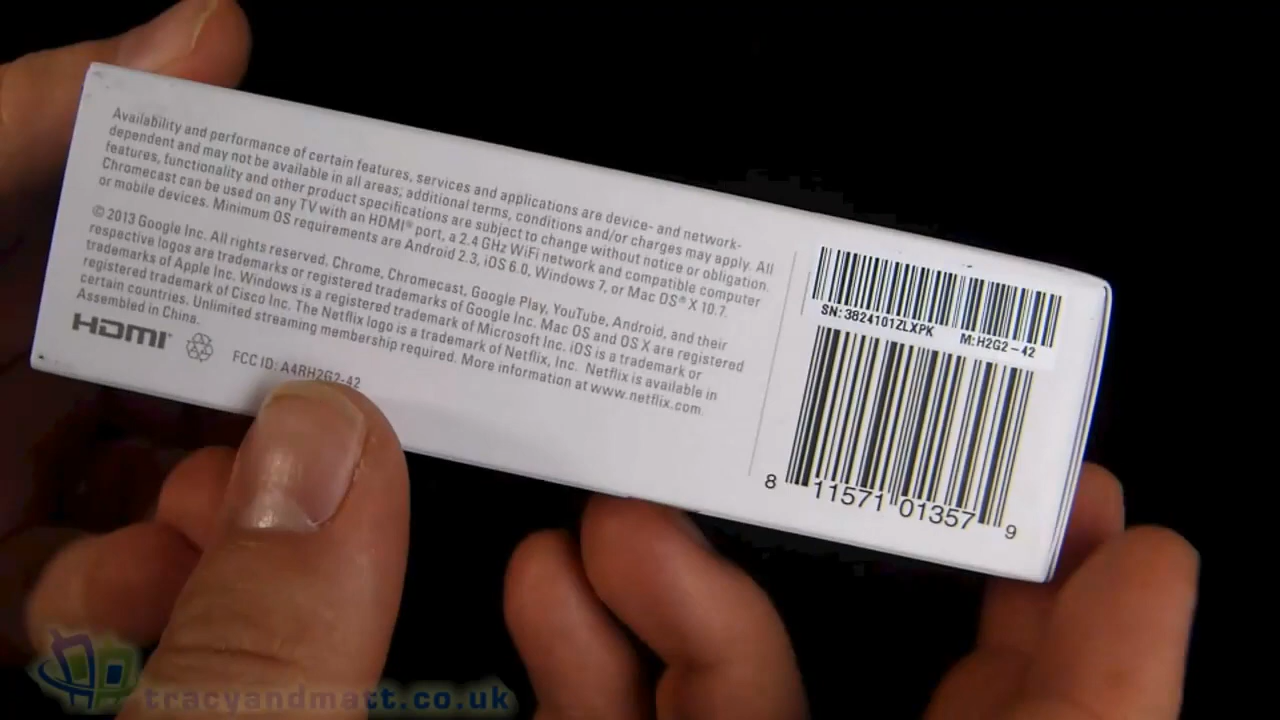 Availability and performance of certain features, services and applications are device- and network-
dependent and may not be available in all areas; additional terms, conditions and/or charges may apply. All
features, functionality and other product specifications are subject to change without notice or obligation.
Chromecast can be used on any TV with an HDMI® port, a 2.4 GHz WiFi network and compatible computer
or mobile devices. Minimum OS requirements are Android 2.3, iOS 6.0, Windows 7, or Mac OS® X 10.7.
© 2013 Google Inc. All rights reserved. Chrome, Chromecast, Google Play, YouTube, Android, and their
respective logos are trademarks or registered trademarks of Google Inc. Mac OS and OS X are registered
trademarks of Apple Inc. Windows is a registered trademark of Microsoft Inc. iOS is a trademark or
registered trademark of Cisco Inc. The Netflix logo is a trademark of Netflix, Inc. Netflix is available in
certain countries. Unlimited streaming membership required. More information at www.netflix.com.
Assembled in China.
HDMI
FCC ID: A4RH2G2-42
SN:38241012LXPK M:H2G2-42
8 11571 01357 9
tracyandmatt.co.uk